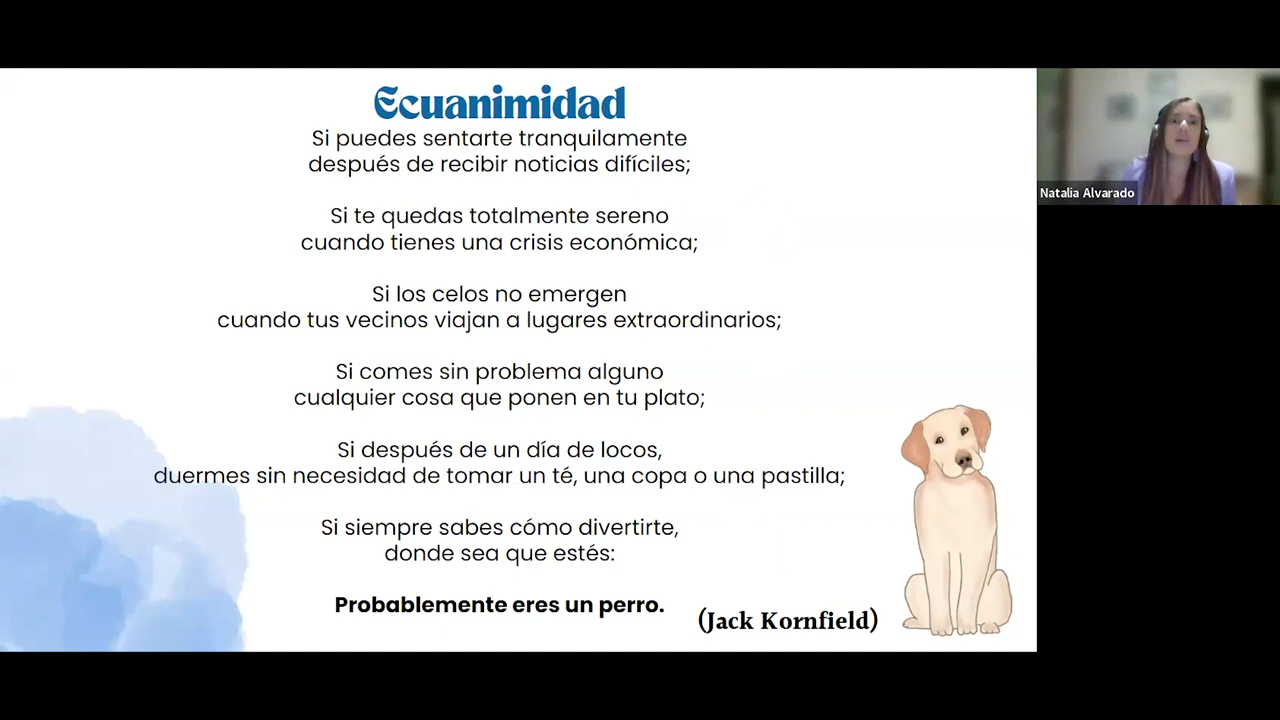 Ecuanimidad
Si puedes sentarte tranquilamente
después de recibir noticias difíciles;
Si te quedas totalmente sereno
cuando tienes una crisis económica;
Si los celos no emergen
cuando tus vecinos viajan a lugares extraordinarios;
Si comes sin problema alguno
cualquier cosa que ponen en tu plato;
Si después de un día de locos,
duermes sin necesidad de tomar un té, una copa o una pastilla;
Si siempre sabes cómo divertirte,
donde sea que estés:
Probablemente eres un perro.
(Jack Kornfield)
Natalia Alvarado